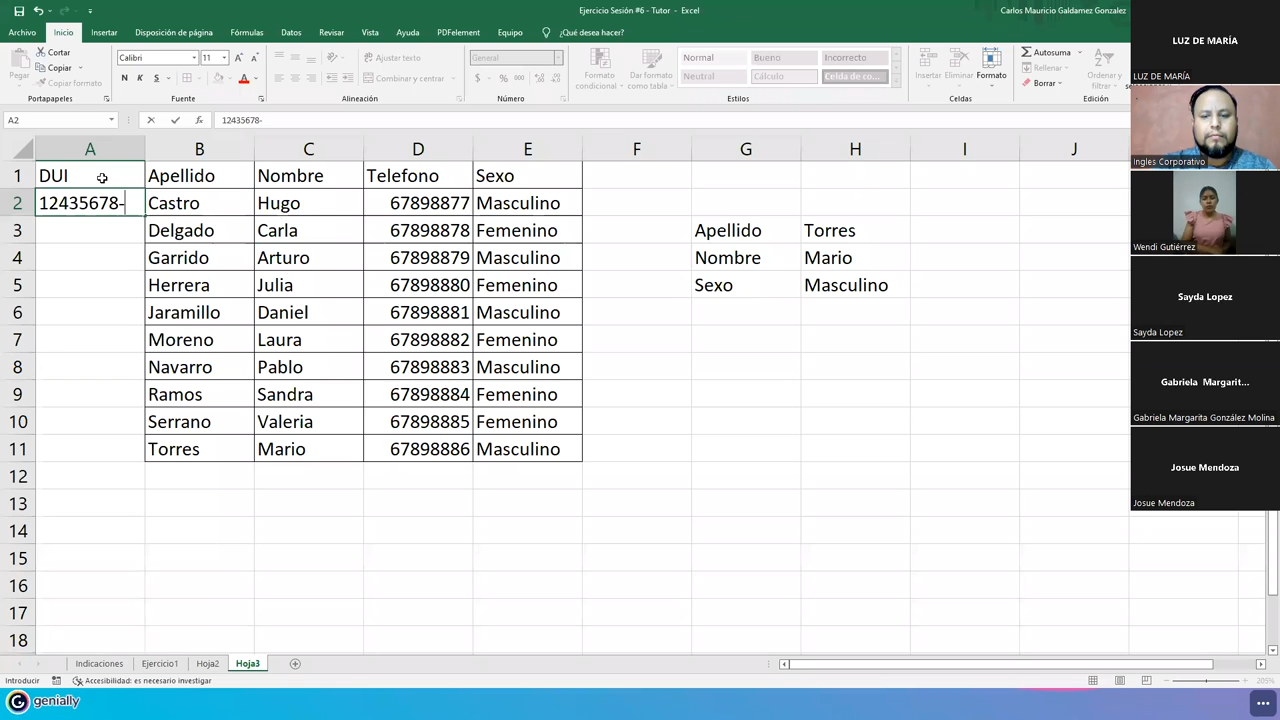 Ejercicio Sesión #6 - Tutor - Excel
Carlos Mauricio Galdamez Gonzalez
Archivo Inicio Insertar Disposición de página Fórmulas Datos Revisar Vista Ayuda PDFelement Equipo ¿Qué desea hacer?
Pegar
Cortar
Copiar
Copiar formato
Portapapeles
Calibri 11
N K S
Fuente
Ajustar texto
Combinar y centrar
Alineación
General
Número
Formato condicional
Dar formato como tabla
Normal Bueno Incorrecto
Neutral Cálculo Celda de co...
Estilos
Insertar Eliminar Formato
Celdas
Autosuma
Rellenar
Borrar
Ordenar y filtrar
Edición
A2 fx 12435678-
A B C D E F G H I J
1 DUI Apellido Nombre Telefono Sexo
2 12435678- Castro Hugo 67898877 Masculino
3 Delgado Carla 67898878 Femenino Apellido Torres
4 Garrido Arturo 67898879 Masculino Nombre Mario
5 Herrera Julia 67898880 Femenino Sexo Masculino
6 Jaramillo Daniel 67898881 Masculino
7 Moreno Laura 67898882 Femenino
8 Navarro Pablo 67898883 Masculino
9 Ramos Sandra 67898884 Femenino
10 Serrano Valeria 67898885 Femenino
11 Torres Mario 67898886 Masculino
12
13
14
15
16
17
18
Indicaciones Ejercicio1 Hoja2 Hoja3
Introducir Accesibilidad: es necesario investigar 205%
genially
LUZ DE MARÍA
LUZ DE MARÍA
Ingles Corporativo
Wendi Gutiérrez
Sayda Lopez
Sayda Lopez
Gabriela Margarit...
Gabriela Margarita González Molina
Josue Mendoza
Josue Mendoza